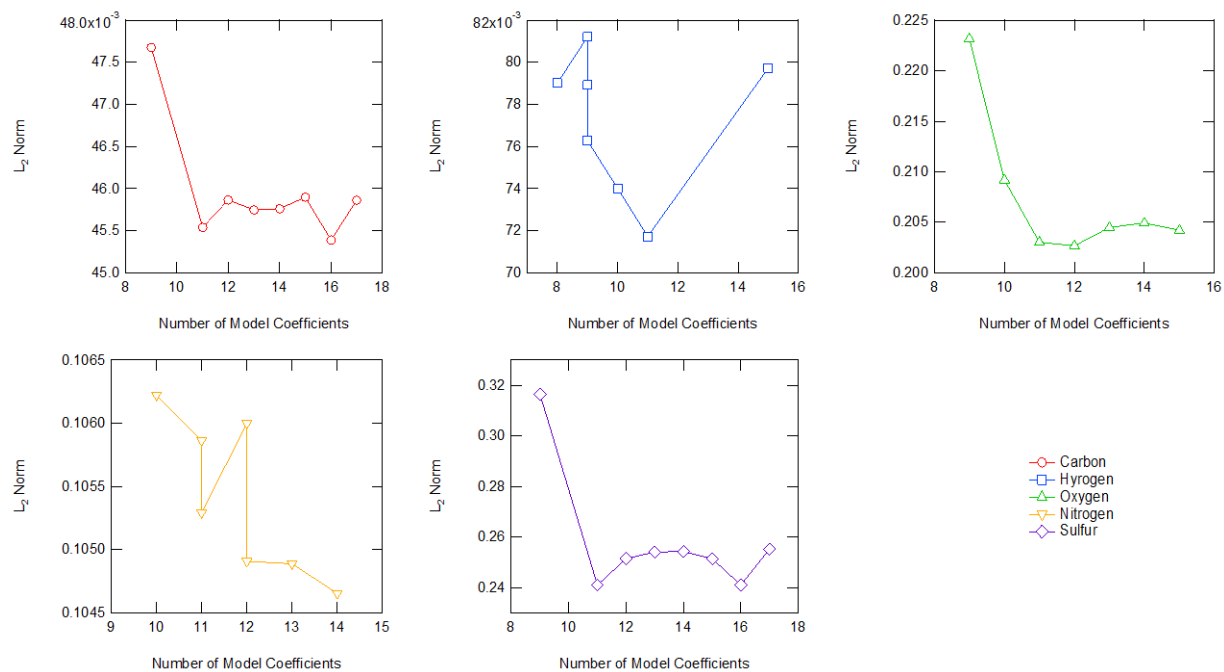 48.0x10⁻³
47.5
47.0
46.5
46.0
45.5
45.0
8 10 12 14 16 18
L₂ Norm
Number of Model Coefficients
82x10⁻³
80
78
76
74
72
70
8 10 12 14 16
L₂ Norm
Number of Model Coefficients
0.225
0.220
0.215
0.210
0.205
0.200
8 10 12 14 16
L₂ Norm
Number of Model Coefficients
0.1065
0.1060
0.1055
0.1050
0.1045
9 10 11 12 13 14 15
L₂ Norm
Number of Model Coefficients
0.32
0.30
0.28
0.26
0.24
8 10 12 14 16 18
L₂ Norm
Number of Model Coefficients
Carbon
Hyrogen
Oxygen
Nitrogen
Sulfur